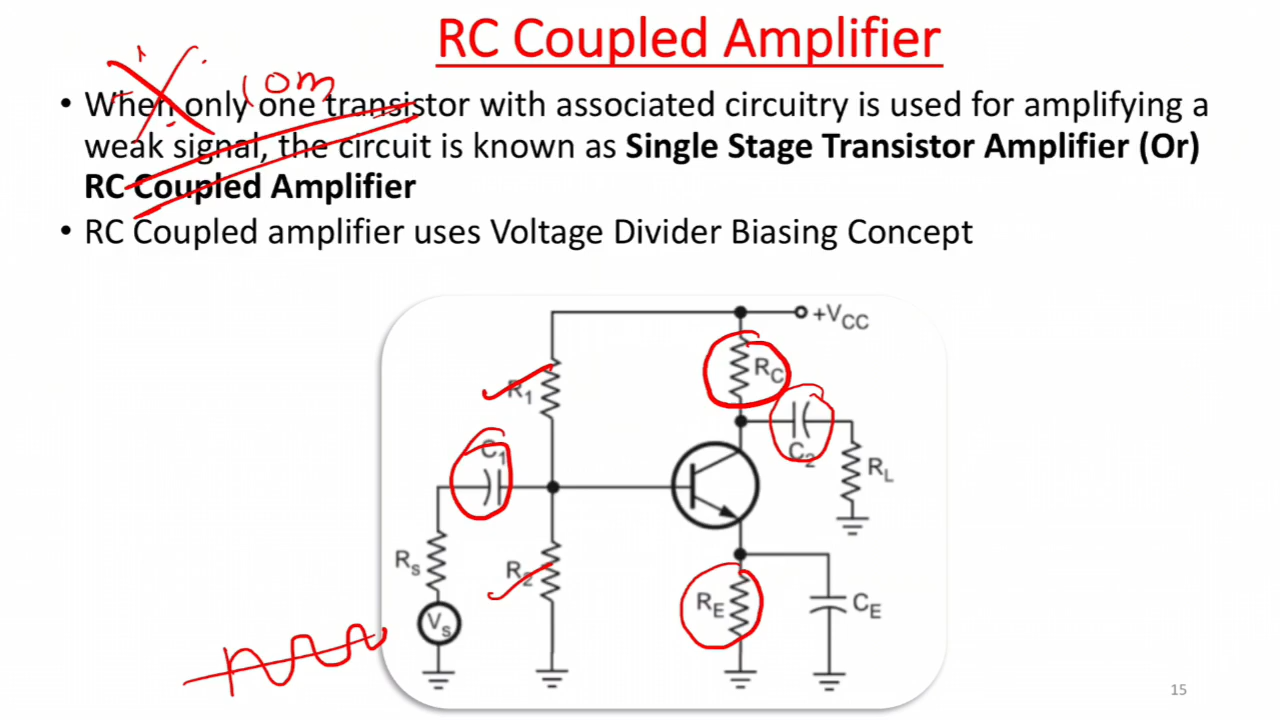 RC Coupled Amplifier
10m
• When only one transistor with associated circuitry is used for amplifying a
weak signal, the circuit is known as Single Stage Transistor Amplifier (Or)
RC Coupled Amplifier
• RC Coupled amplifier uses Voltage Divider Biasing Concept
+VCC
RC
R1
C1
C2
RL
Rs
R2
RE
CE
Vs
15